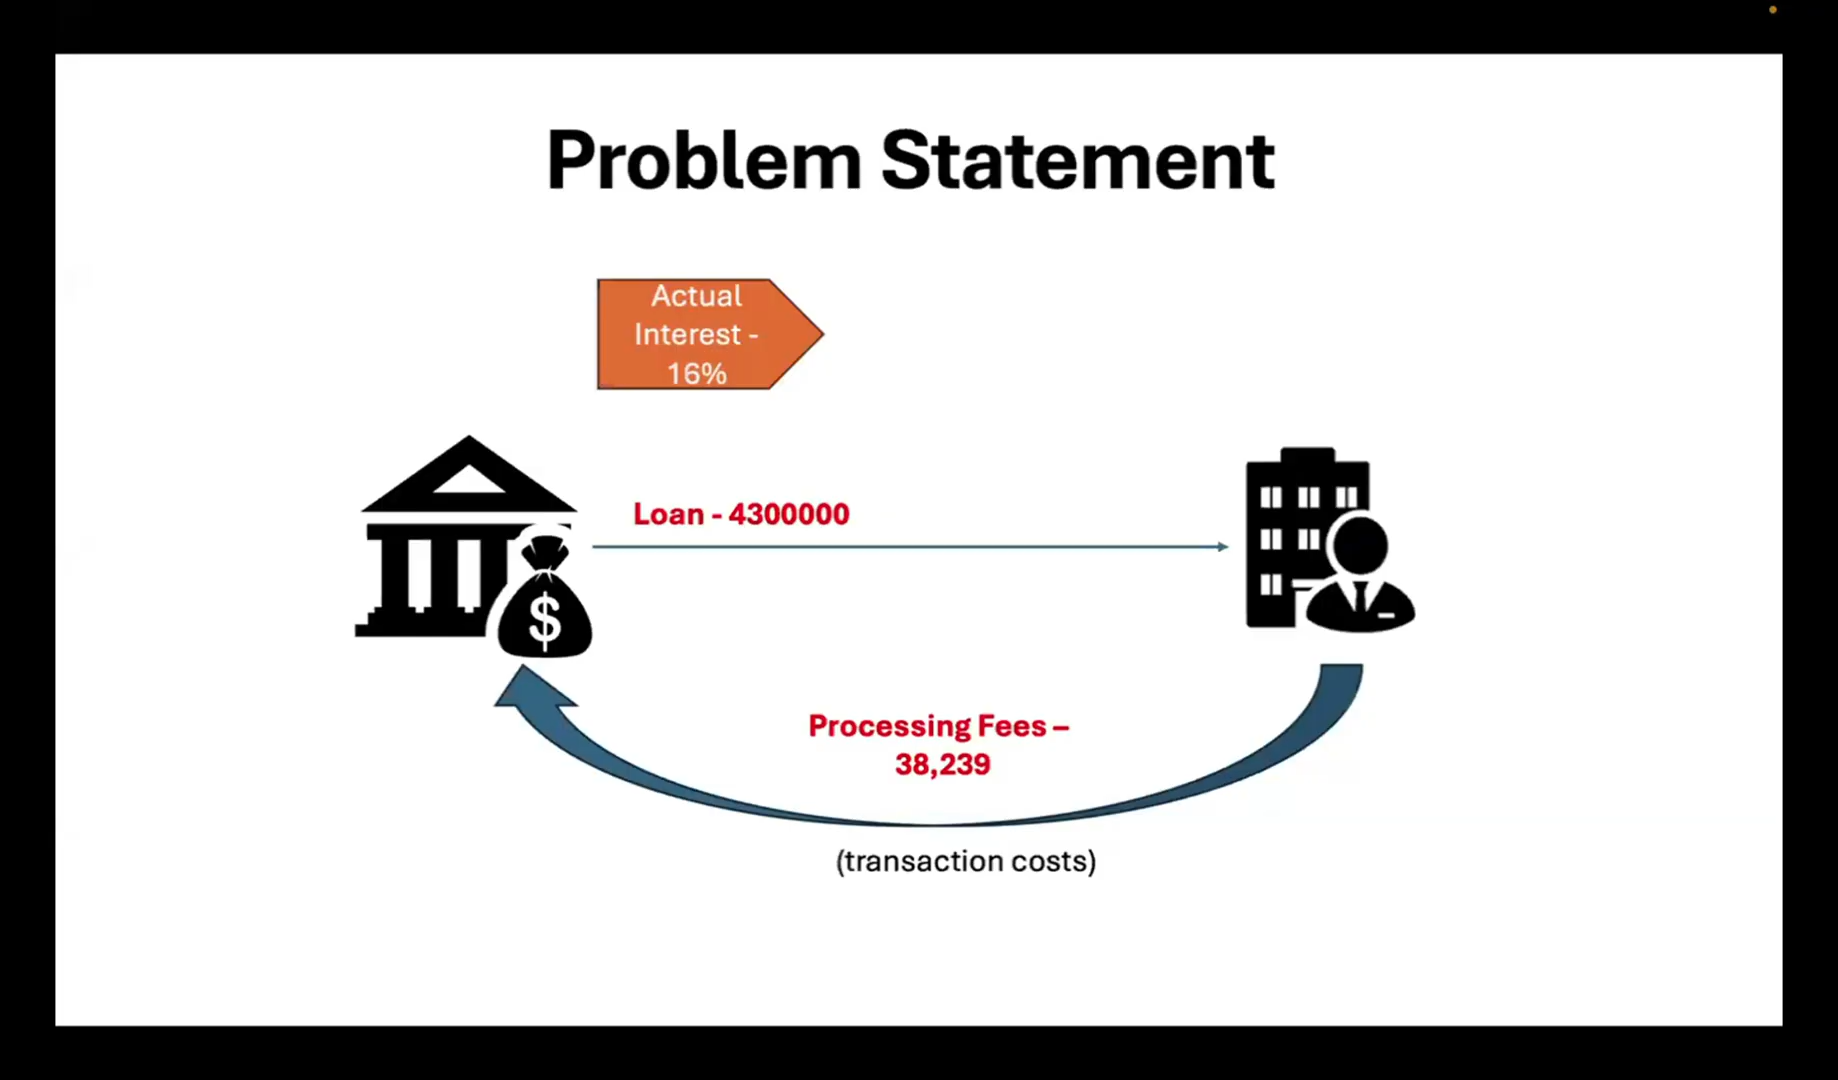 Problem Statement
Actual
Interest -
16%
Loan - 4300000
$
Processing Fees –
38,239
(transaction costs)